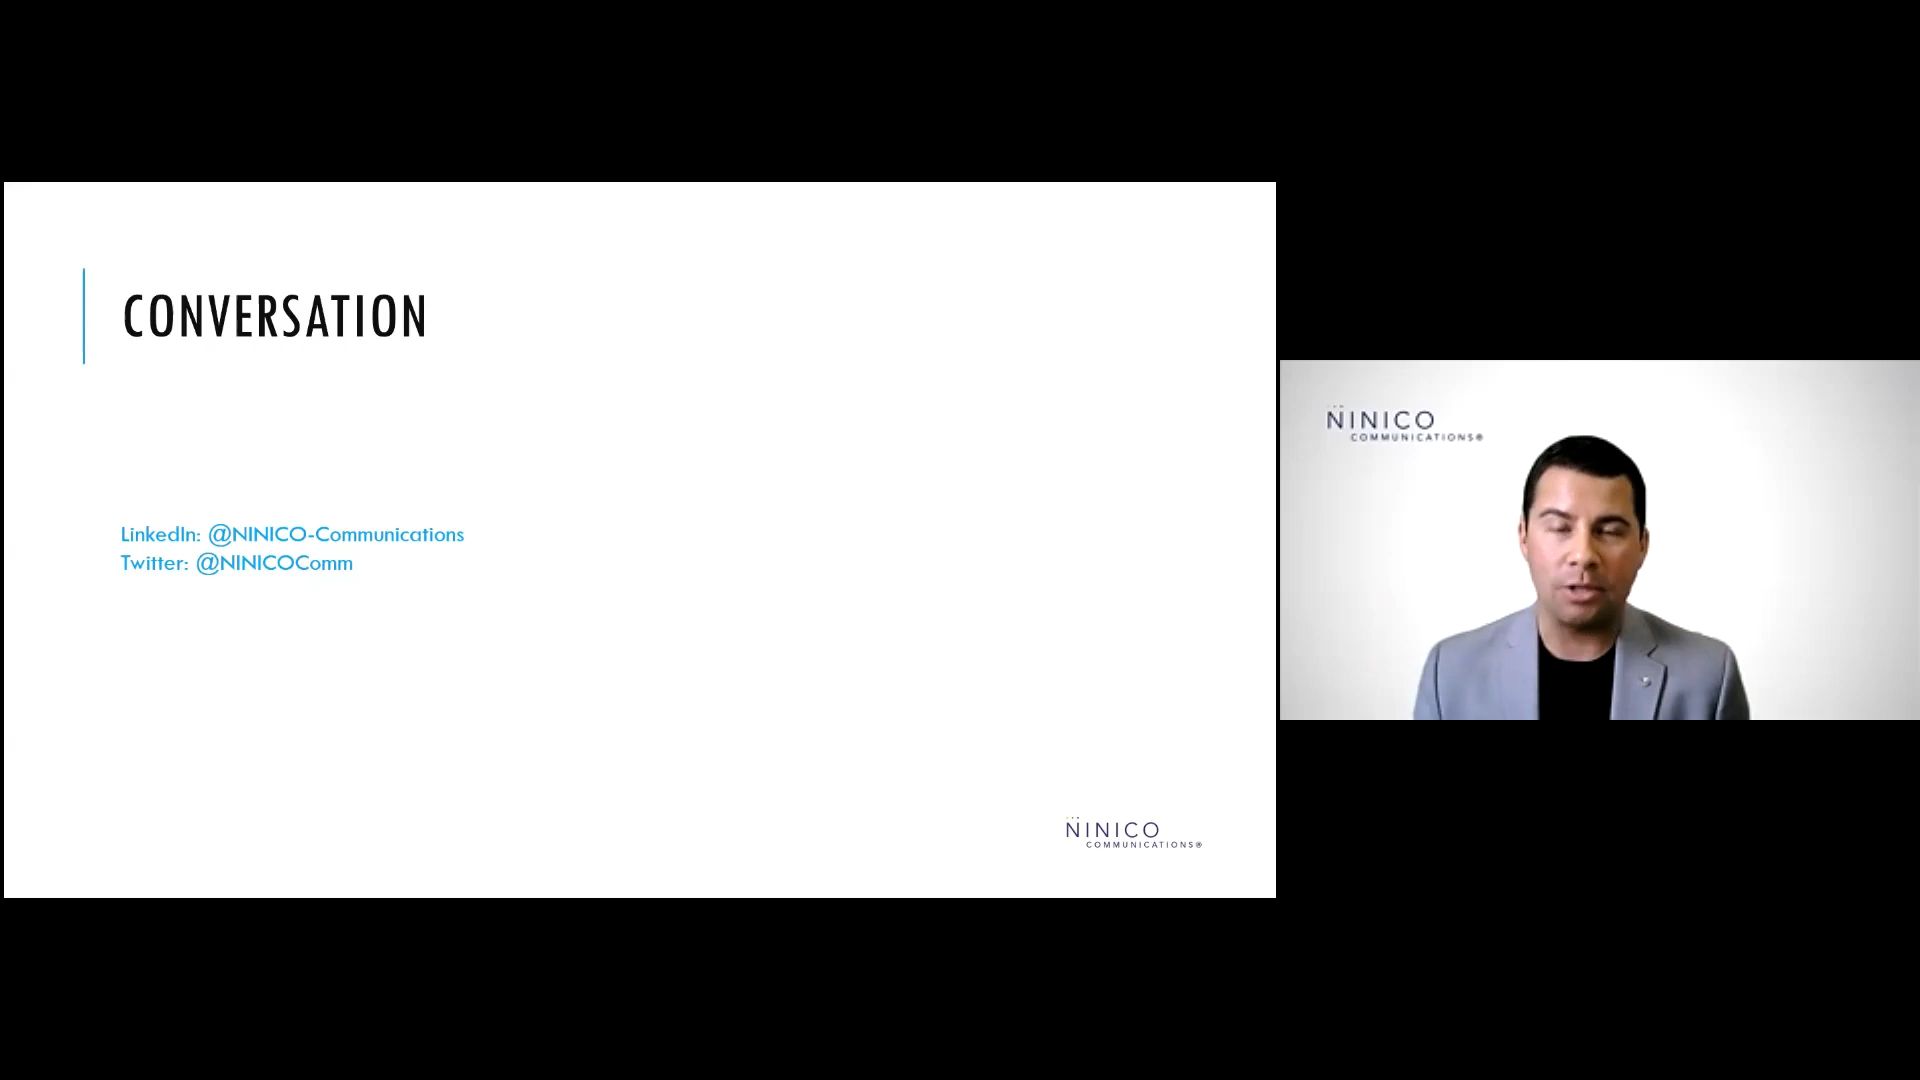 CONVERSATION
LinkedIn: @NINICO-Communications
Twitter: @NINICOComm
NINICO
COMMUNICATIONS®
NINICO
COMMUNICATIONS®